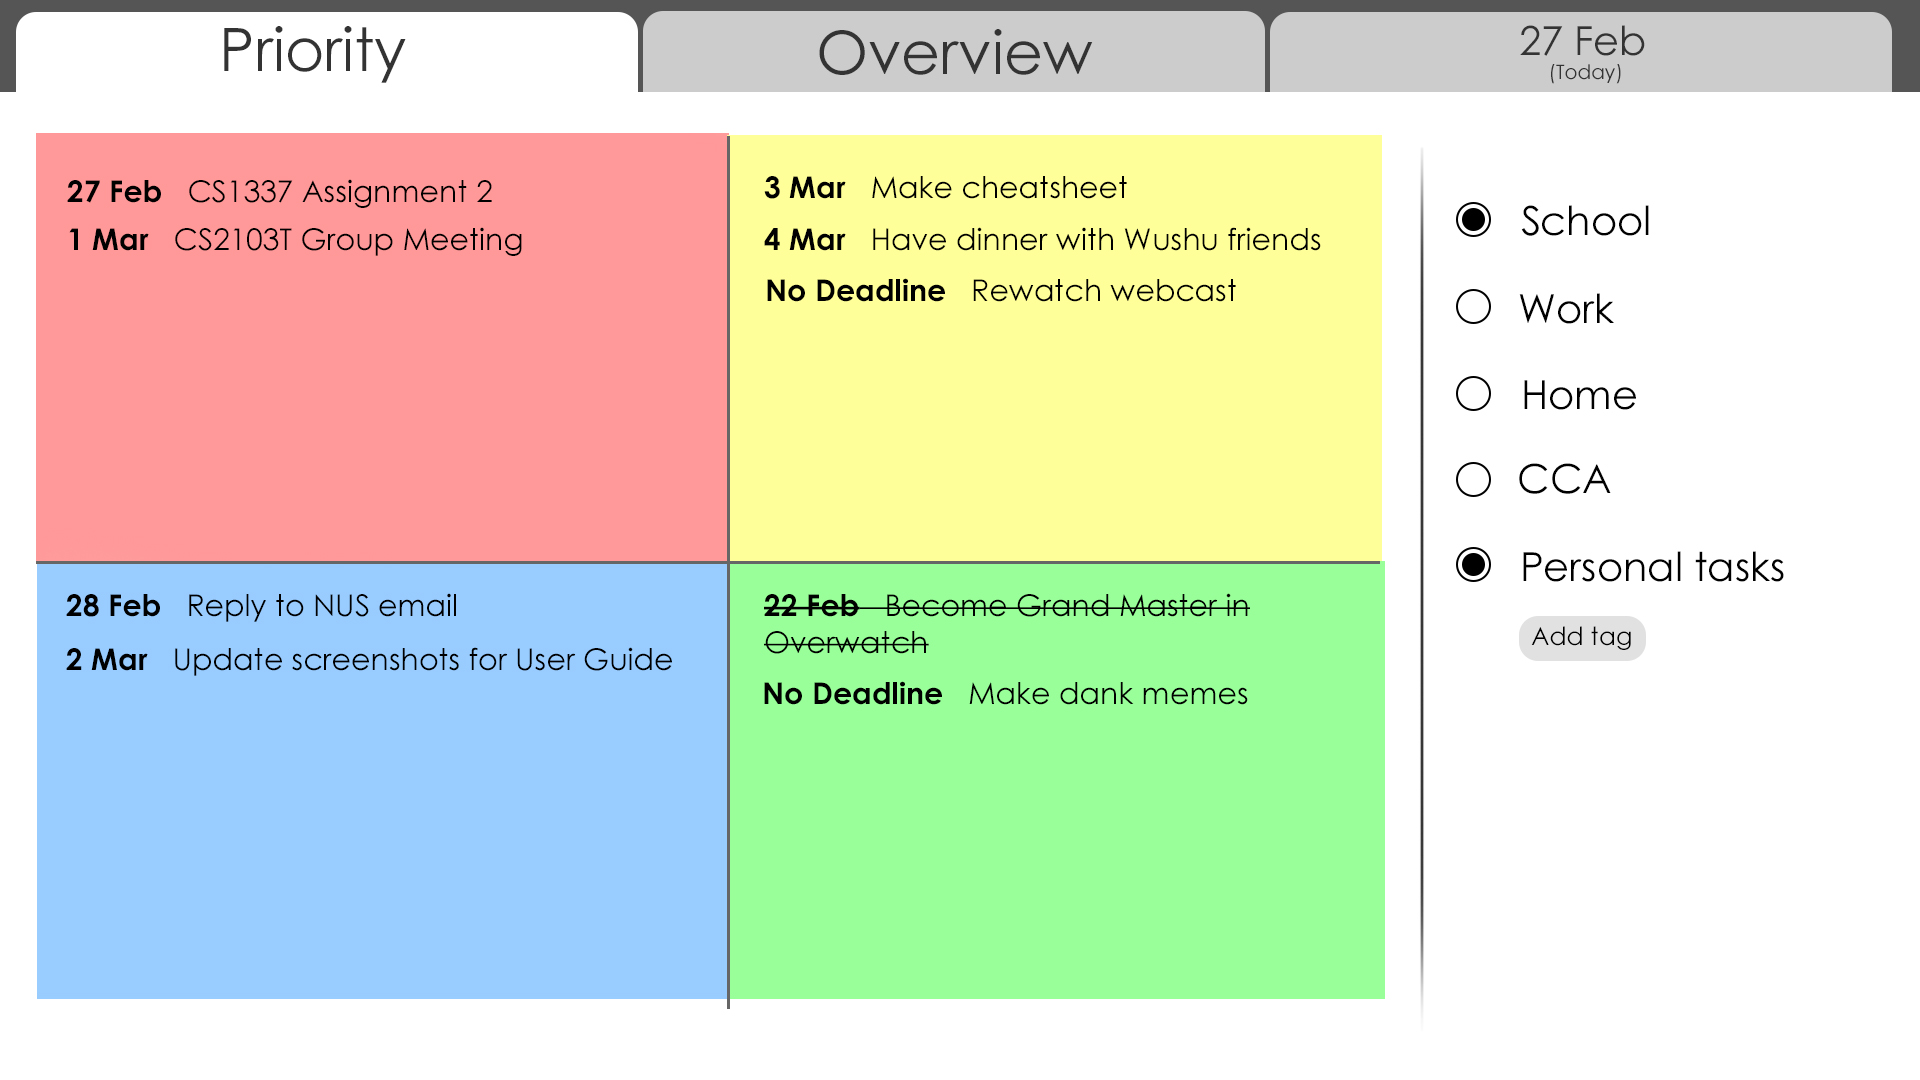 Priority
Overview
27 Feb
(Today)
27 Feb CS1337 Assignment 2
1 Mar CS2103T Group Meeting
3 Mar Make cheatsheet
4 Mar Have dinner with Wushu friends
No Deadline Rewatch webcast
28 Feb Reply to NUS email
2 Mar Update screenshots for User Guide
22 Feb Become Grand Master in
Overwatch
No Deadline Make dank memes
School
Work
Home
CCA
Personal tasks
Add tag